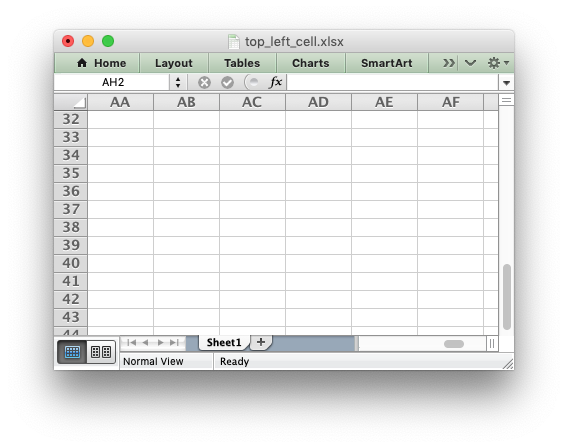 top_left_cell.xlsx
Home Layout Tables Charts SmartArt
AH2 fx
AA AB AC AD AE AF
32
33
34
35
36
37
38
39
40
41
42
43
44
Sheet1
Normal View Ready